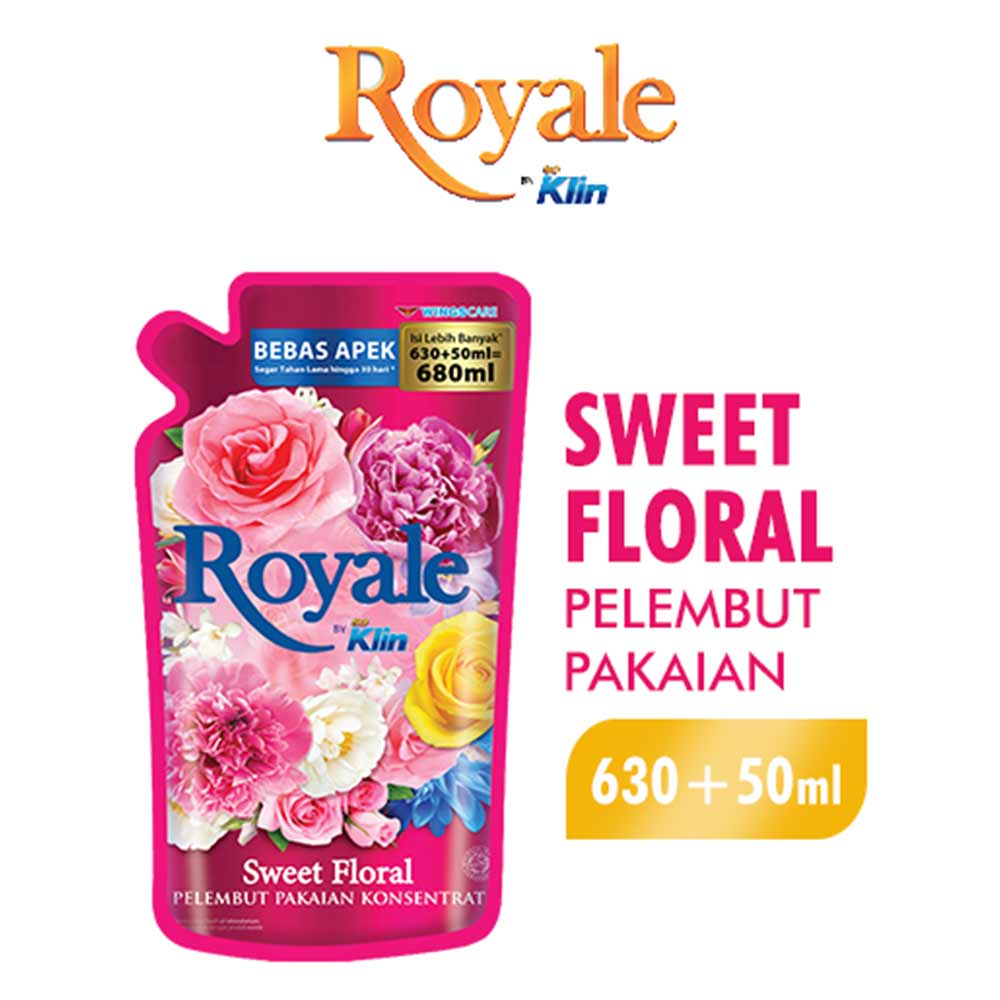 Royale
BY So Klin
WINGSCARE
BEBAS APEK
Segar Tahan Lama hingga 30 hari *
Isi Lebih Banyak*
630+50ml=
680ml
Royale
BY So Klin
Sweet Floral
PELEMBUT PAKAIAN KONSENTRAT
SWEET
FLORAL
PELEMBUT
PAKAIAN
630 + 50ml